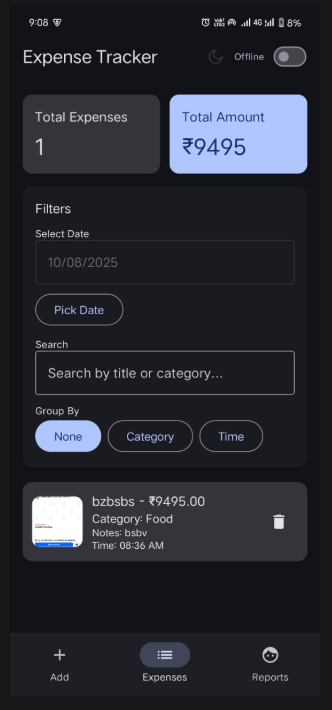 9:08
4G
8%
Expense Tracker
Offline
Total Expenses
1
Total Amount
₹9495
Filters
Select Date
10/08/2025
Pick Date
Search
Search by title or category...
Group By
None
Category
Time
bzbsbs - ₹9495.00
Category: Food
Notes: bsbv
Time: 08:36 AM
Add
Expenses
Reports